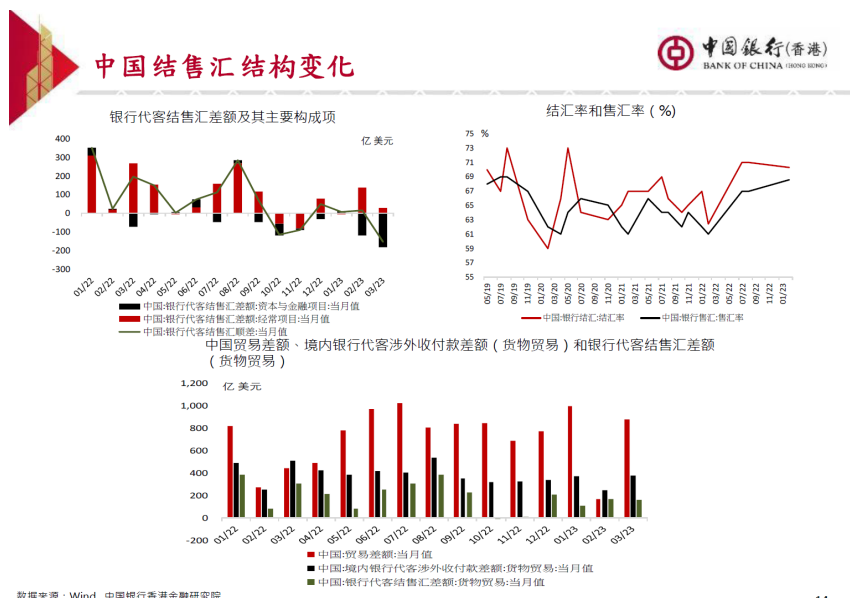 中国结售汇结构变化
中国银行(香港)
BANK OF CHINA (HONG KONG)
银行代客结售汇差额及其主要构成项
亿 美元
400
300
200
100
0
-100
-200
-300
01/22 02/22 03/22 04/22 05/22 06/22 07/22 08/22 09/22 10/22 11/22 12/22 01/23 02/23 03/23
中国:银行代客结售汇差额:资本与金融项目:当月值
中国:银行代客结售汇差额:经常项目:当月值
中国:银行代客结售汇顺差:当月值
结汇率和售汇率（%)
%
75
73
71
69
67
65
63
61
59
57
55
05/19 07/19 09/19 11/19 01/20 03/20 05/20 07/20 09/20 11/20 01/21 03/21 05/21 07/21 09/21 11/21 01/22 03/22 05/22 07/22 09/22 11/22 01/23
中国:银行结汇:结汇率 中国:银行售汇:售汇率
中国贸易差额、境内银行代客涉外收付款差额（货物贸易）和银行代客结售汇差额
（货物贸易）
亿 美元
1,200
1,000
800
600
400
200
0
-200
01/22 02/22 03/22 04/22 05/22 06/22 07/22 08/22 09/22 10/22 11/22 12/22 01/23 02/23 03/23
中国:贸易差额:当月值
中国:境内银行代客涉外收付款差额:货物贸易:当月值
中国:银行代客结售汇差额:货物贸易:当月值
数据来源：Wind、中国银行香港金融研究院